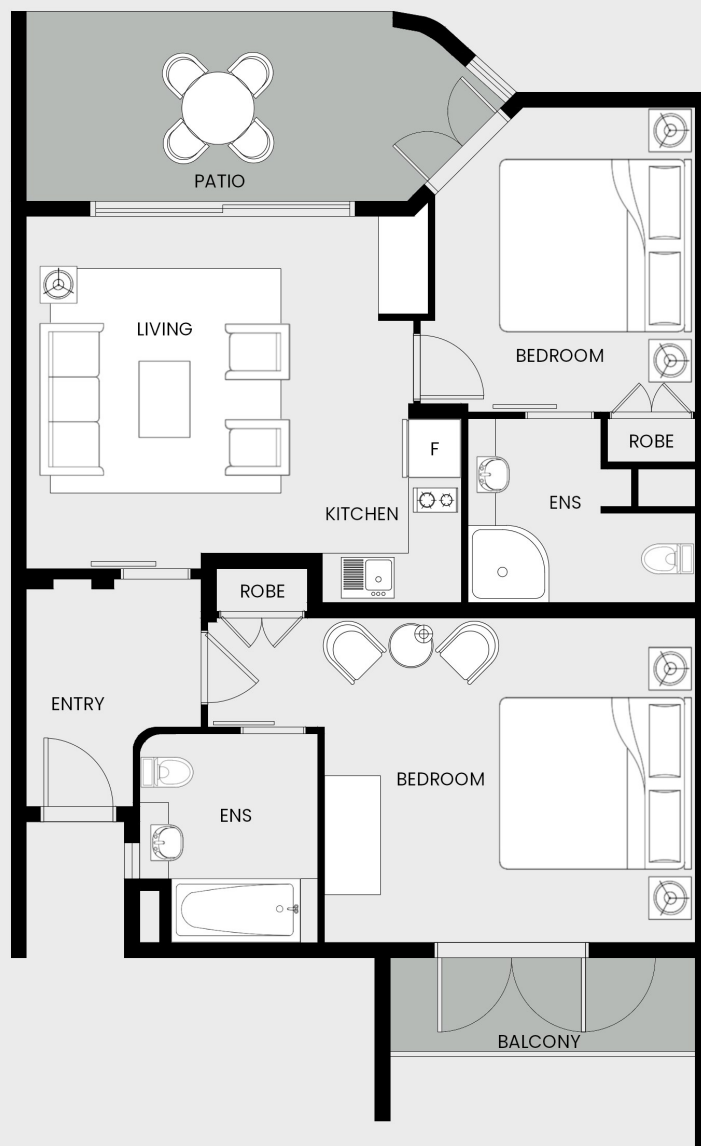 PATIO
LIVING
BEDROOM
F
ROBE
KITCHEN
ENS
ROBE
ENTRY
BEDROOM
ENS
BALCONY